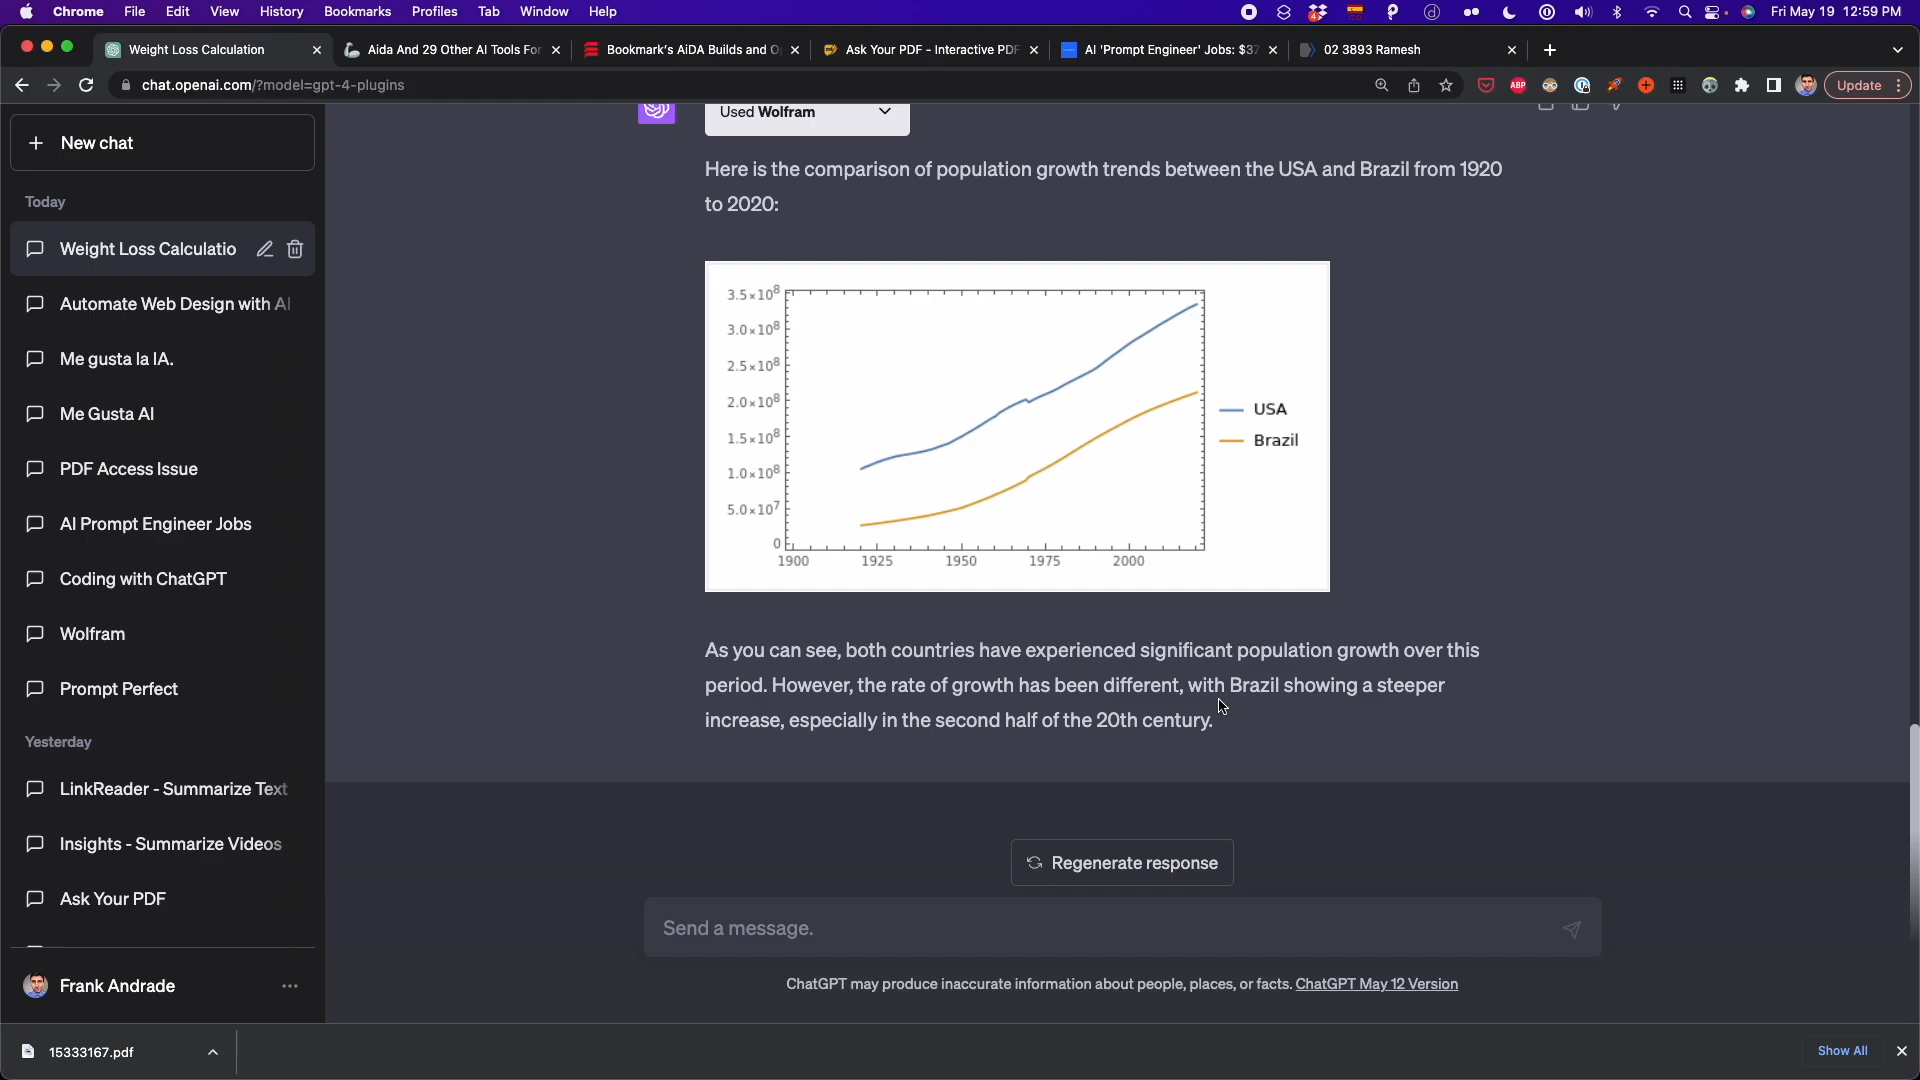 Chrome File Edit View History Bookmarks Profiles Tab Window Help Fri May 19 12:59 PM
Weight Loss Calculation Aida And 29 Other AI Tools For Bookmark's AiDA Builds and O Ask Your PDF - Interactive PDF AI 'Prompt Engineer' Jobs: $37 02 3893 Ramesh
chat.openai.com/?model=gpt-4-plugins ABP Update
New chat
Today
Weight Loss Calculatio
Automate Web Design with AI
Me gusta la IA.
Me Gusta AI
PDF Access Issue
AI Prompt Engineer Jobs
Coding with ChatGPT
Wolfram
Prompt Perfect
Yesterday
LinkReader - Summarize Text
Insights - Summarize Videos
Ask Your PDF
Frank Andrade
Used Wolfram
Here is the comparison of population growth trends between the USA and Brazil from 1920
to 2020:
3.5×10⁸
3.0×10⁸
2.5×10⁸
2.0×10⁸
1.5×10⁸
1.0×10⁸
5.0×10⁷
0
1900 1925 1950 1975 2000
USA
Brazil
As you can see, both countries have experienced significant population growth over this
period. However, the rate of growth has been different, with Brazil showing a steeper
increase, especially in the second half of the 20th century.
Regenerate response
Send a message.
ChatGPT may produce inaccurate information about people, places, or facts. ChatGPT May 12 Version
15333167.pdf
Show All